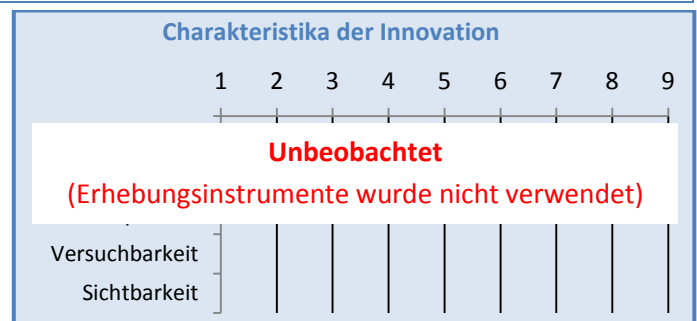 Charakteristika der Innovation
1 2 3 4 5 6 7 8 9
Unbeobachtet
(Erhebungsinstrumente wurde nicht verwendet)
Versuchbarkeit
Sichtbarkeit